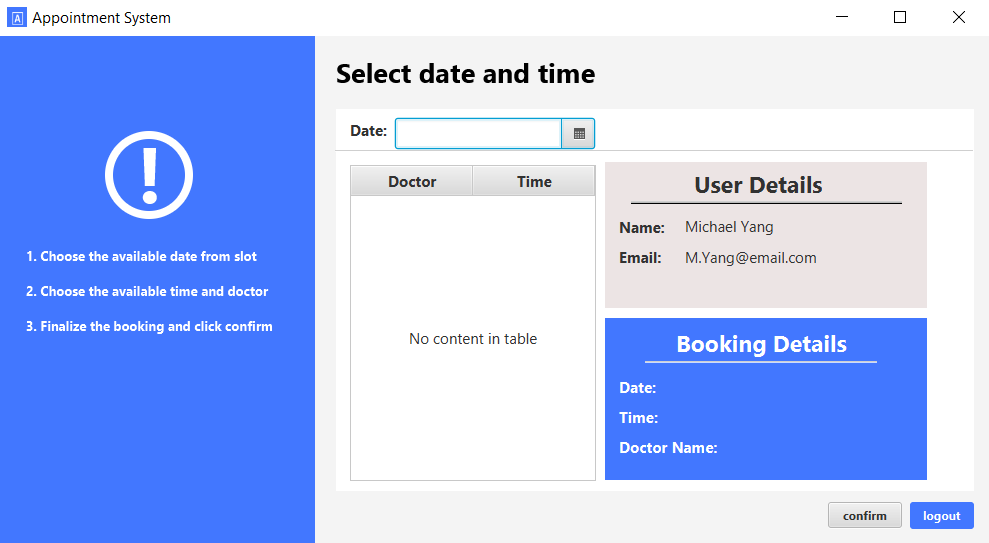 A Appointment System
1. Choose the available date from slot
2. Choose the available time and doctor
3. Finalize the booking and click confirm
Select date and time
Date:
Doctor Time
No content in table
User Details
Name: Michael Yang
Email: M.Yang@email.com
Booking Details
Date:
Time:
Doctor Name:
confirm logout